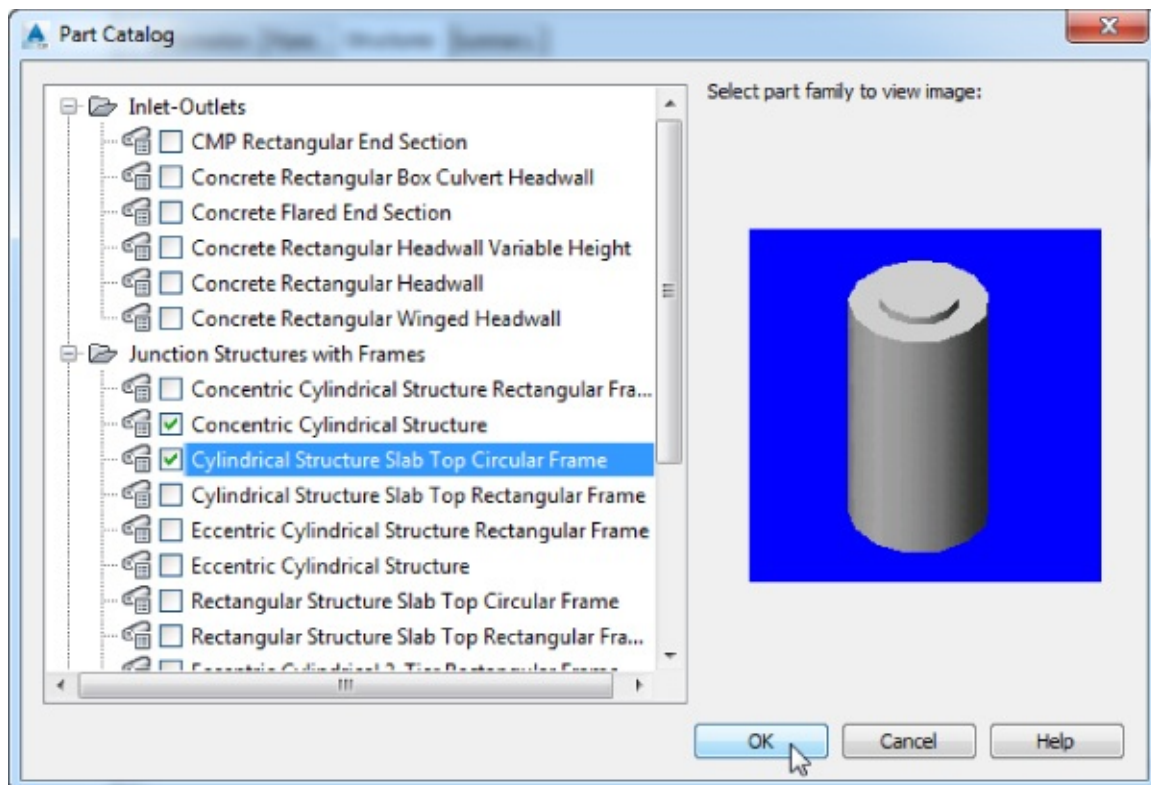 Part Catalog
Select part family to view image:
Inlet-Outlets
CMP Rectangular End Section
Concrete Rectangular Box Culvert Headwall
Concrete Flared End Section
Concrete Rectangular Headwall Variable Height
Concrete Rectangular Headwall
Concrete Rectangular Winged Headwall
Junction Structures with Frames
Concentric Cylindrical Structure Rectangular Fra...
Concentric Cylindrical Structure
Cylindrical Structure Slab Top Circular Frame
Cylindrical Structure Slab Top Rectangular Frame
Eccentric Cylindrical Structure Rectangular Frame
Eccentric Cylindrical Structure
Rectangular Structure Slab Top Circular Frame
Rectangular Structure Slab Top Rectangular Fra...
OK
Cancel
Help